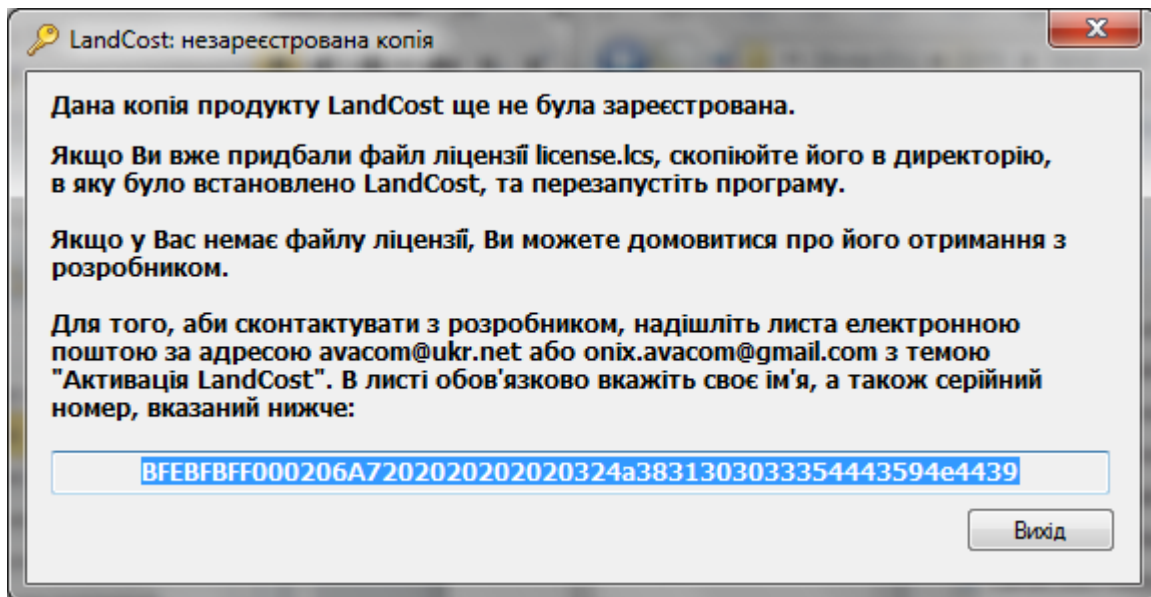 LandCost: незареєстрована копія
Дана копія продукту LandCost ще не була зареєстрована.
Якщо Ви вже придбали файл ліцензії license.lcs, скопіюйте його в директорію,
в яку було встановлено LandCost, та перезапустіть програму.
Якщо у Вас немає файлу ліцензії, Ви можете домовитися про його отримання з
розробником.
Для того, аби сконтактувати з розробником, надішліть листа електронною
поштою за адресою avacom@ukr.net або onix.avacom@gmail.com з темою
"Активація LandCost". В листі обов'язково вкажіть своє ім'я, а також серійний
номер, вказаний нижче:
BFEBFBFF000206A7202020202020324a38313030333544435​94e4439
Вихід